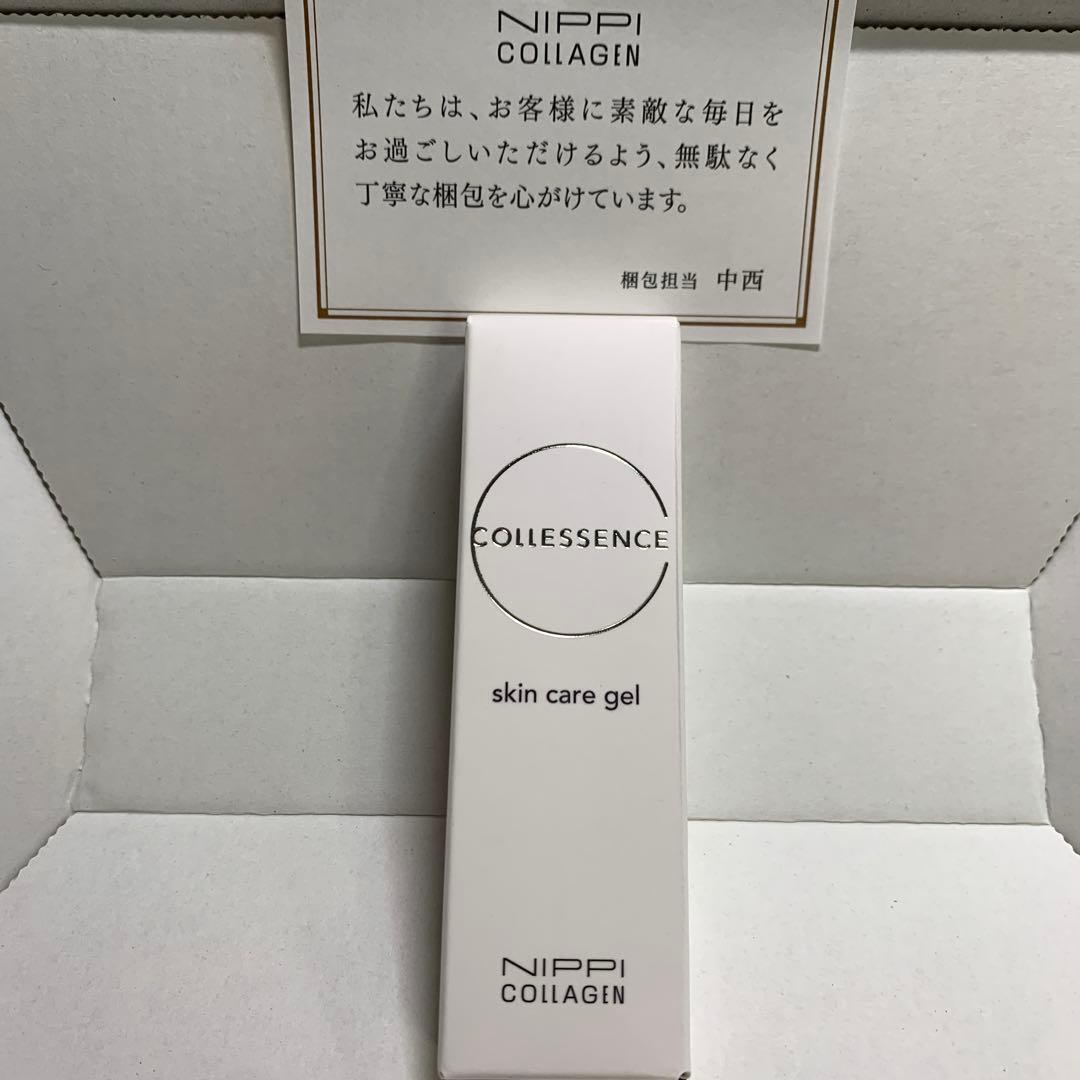 NIPPI
COLLAGEN
私たちは、お客様に素敵な毎日を
お過ごしいただけるよう、無駄なく
丁寧な梱包を心がけています。
梱包担当 中西
COLLESSENCE
skin care gel
NIPPI
COLLAGEN